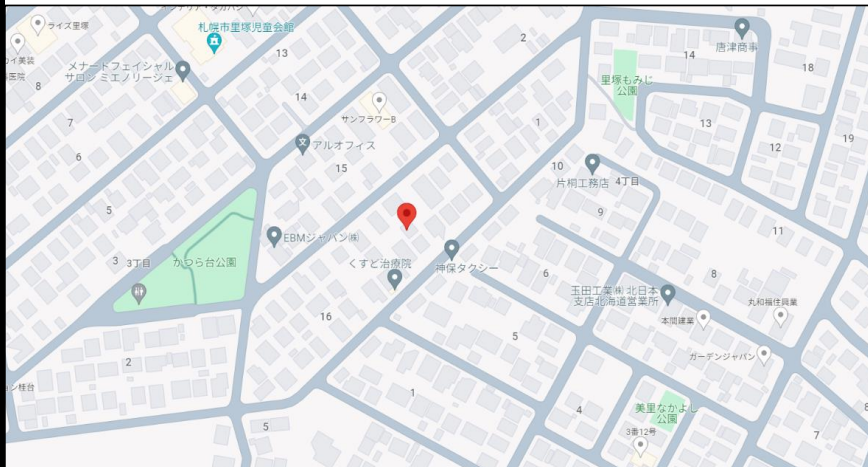 ライズ里塚
札幌市里塚児童会館
13
2
唐津商事
14
18
メナードフェイシャル
サロン ミエノリージェ
医院
8
里塚もみじ
公園
14
サンフラワーB
7
1
13
19
12
6
アルオフィス
15
10
片桐工務店
4丁目
5
9
11
EBMジャパン㈱
3
3丁目
かつら台公園
くすど治療院
神保タクシー
6
8
玉田工業㈱ 北日本
支店北海道営業所
丸和福住興業
16
本間建業
5
ガーデンジャパン
2
ン桂台
1
4
美里なかよし
公園
5
3番12号
7
8